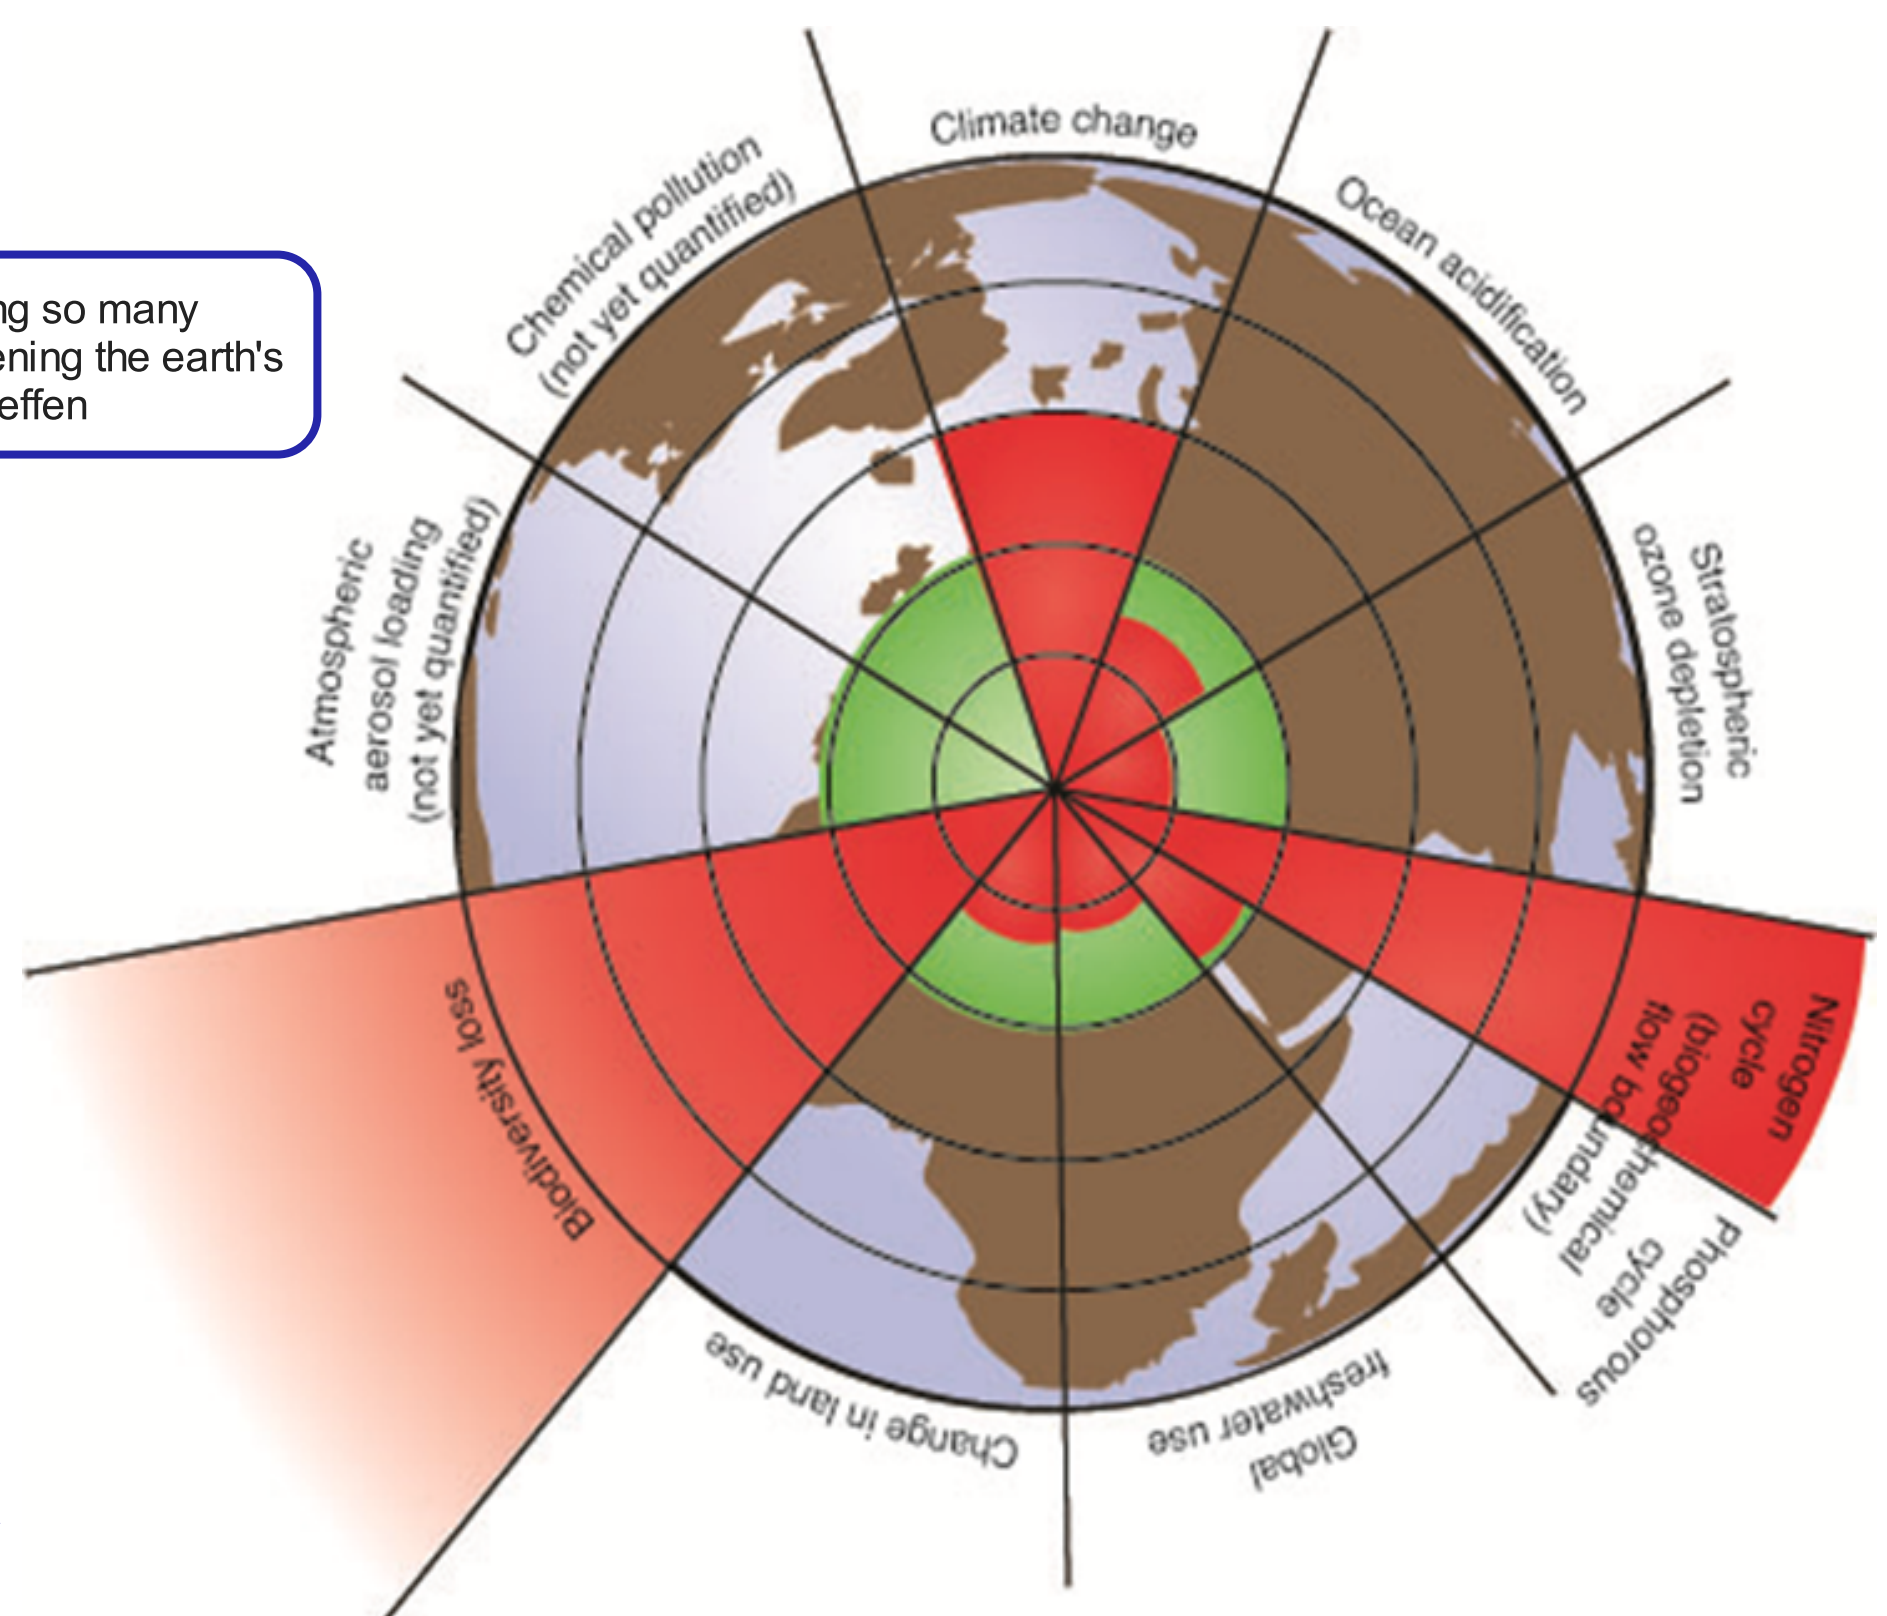 ng so many
ening the earth's
effen
Climate change
Ocean acidification
Stratospheric
ozone depletion
Nitrogen
cycle
(biogeochemical
flow boundary)
Phosphorous
cycle
Global
freshwater use
Change in land use
Biodiversity loss
Atmospheric
aerosol loading
(not yet quantified)
Chemical pollution
(not yet quantified)